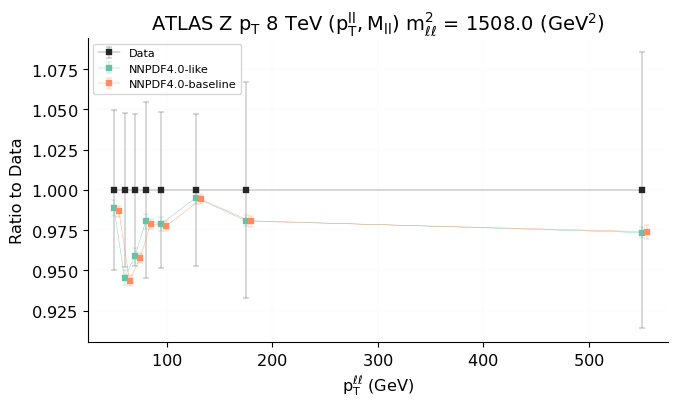 ATLAS Z p_T 8 TeV (p_T^ll, M_ll) m_ℓℓ^2 = 1508.0 (GeV^2)
Data
NNPDF4.0-like
NNPDF4.0-baseline
Ratio to Data
1.075
1.050
1.025
1.000
0.975
0.950
0.925
100 200 300 400 500
p_T^ℓℓ (GeV)